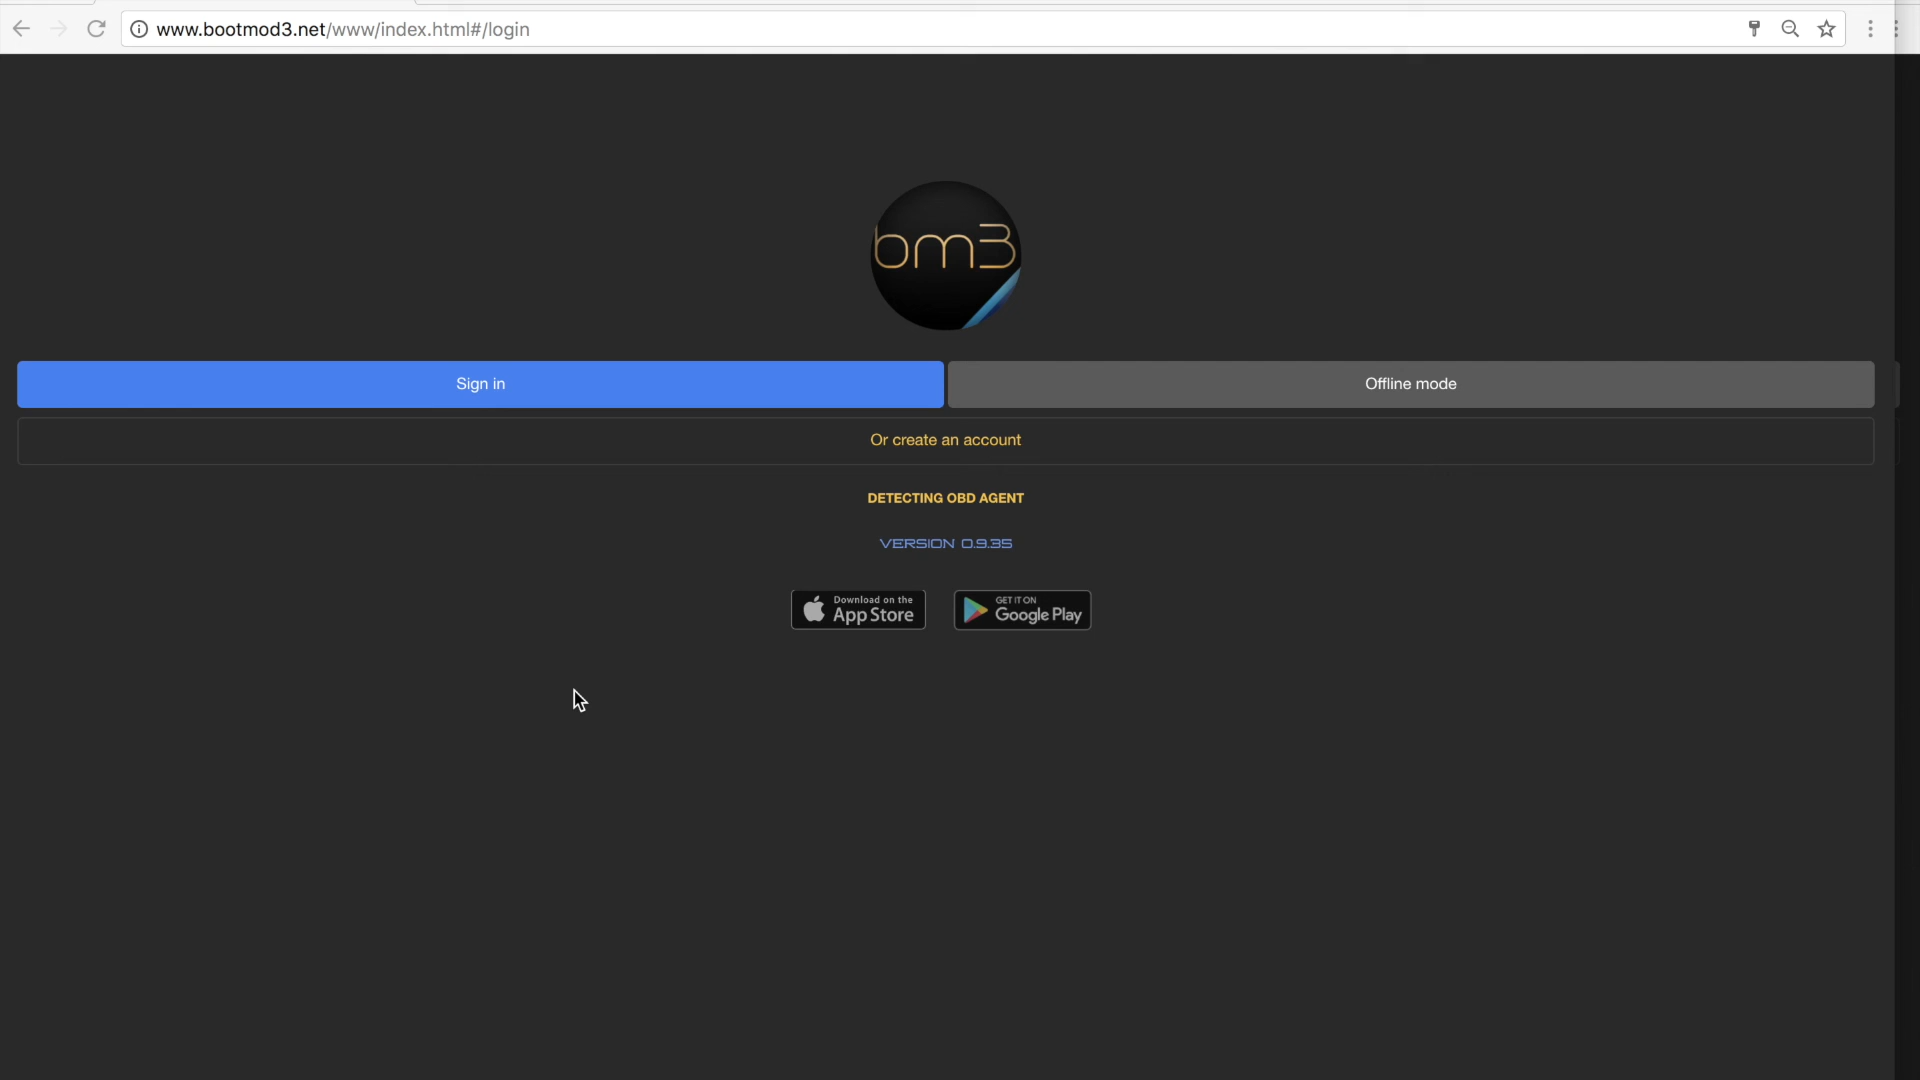 www.bootmod3.net/www/index.html#/login
bm3
Sign in
Offline mode
Or create an account
DETECTING OBD AGENT
VERSION 0.9.35
Download on the
App Store
GET IT ON
Google Play